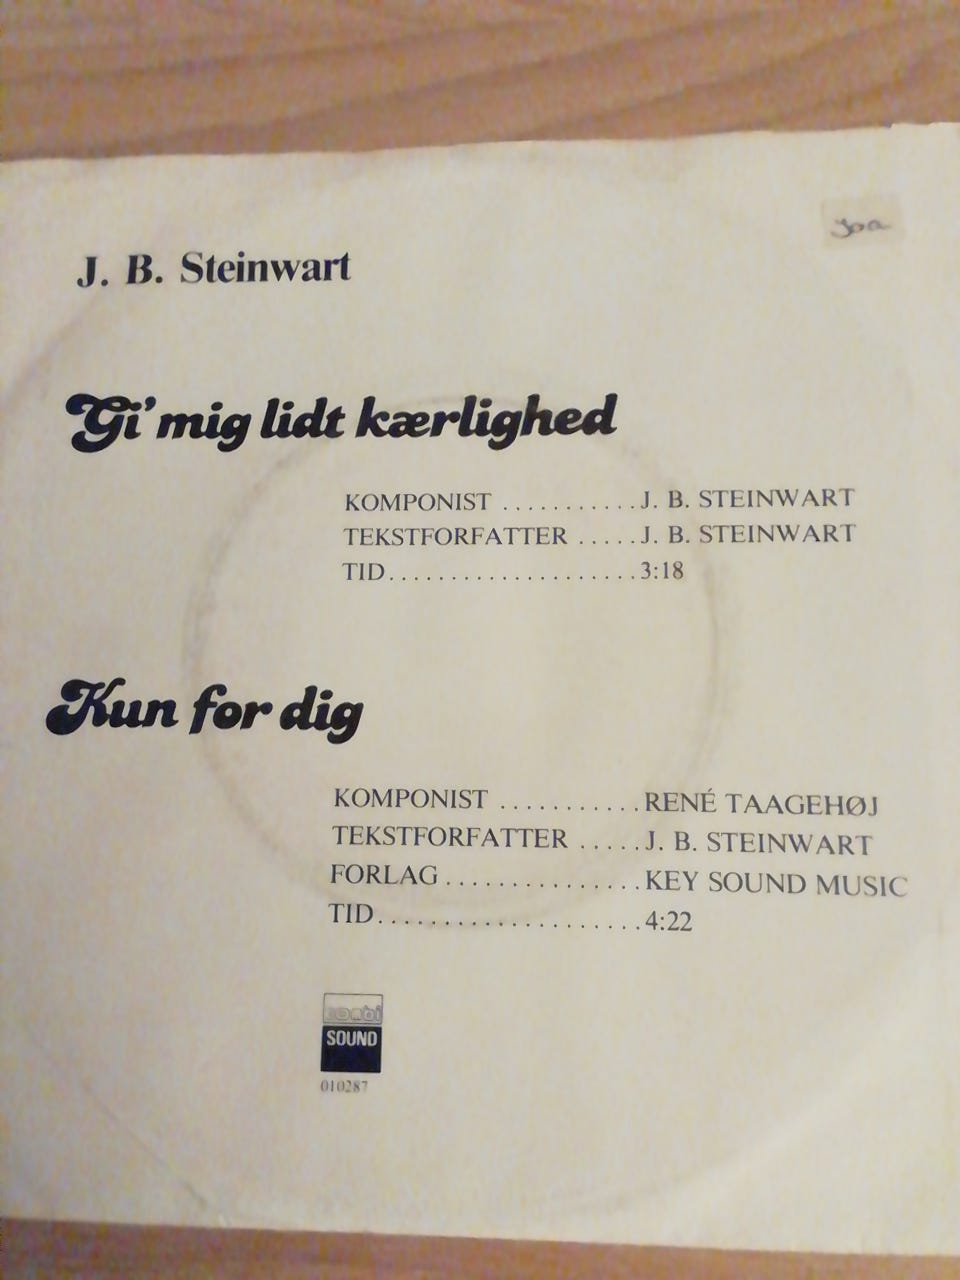 J. B. Steinwart
Gi' mig lidt kærlighed
KOMPONIST ........... J. B. STEINWART
TEKSTFORFATTER ..... J. B. STEINWART
TID.................... 3:18
Kun for dig
KOMPONIST ........... RENÉ TAAGEHØJ
TEKSTFORFATTER ..... J. B. STEINWART
FORLAG................ KEY SOUND MUSIC
TID..................... 4:22
SOUND
010287